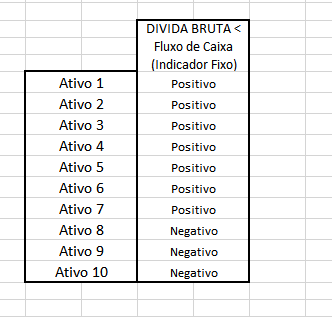 DIVIDA BRUTA <
Fluxo de Caixa
(Indicador Fixo)
Ativo 1 Positivo
Ativo 2 Positivo
Ativo 3 Positivo
Ativo 4 Positivo
Ativo 5 Positivo
Ativo 6 Positivo
Ativo 7 Positivo
Ativo 8 Negativo
Ativo 9 Negativo
Ativo 10 Negativo